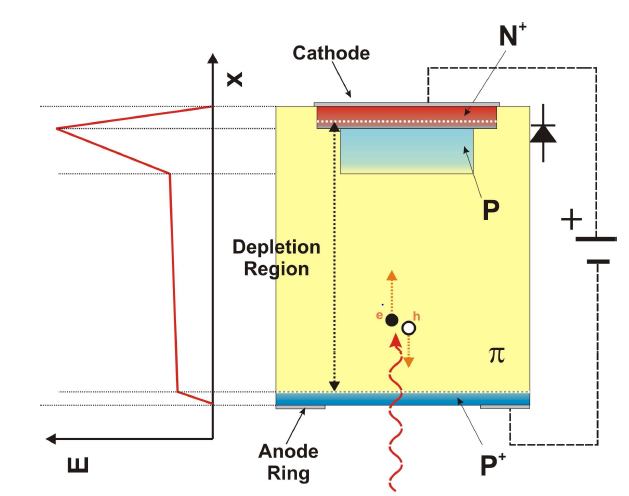 N+
Cathode
x
P
+
Depletion
Region
e
h
π
Anode
Ring
P+
E